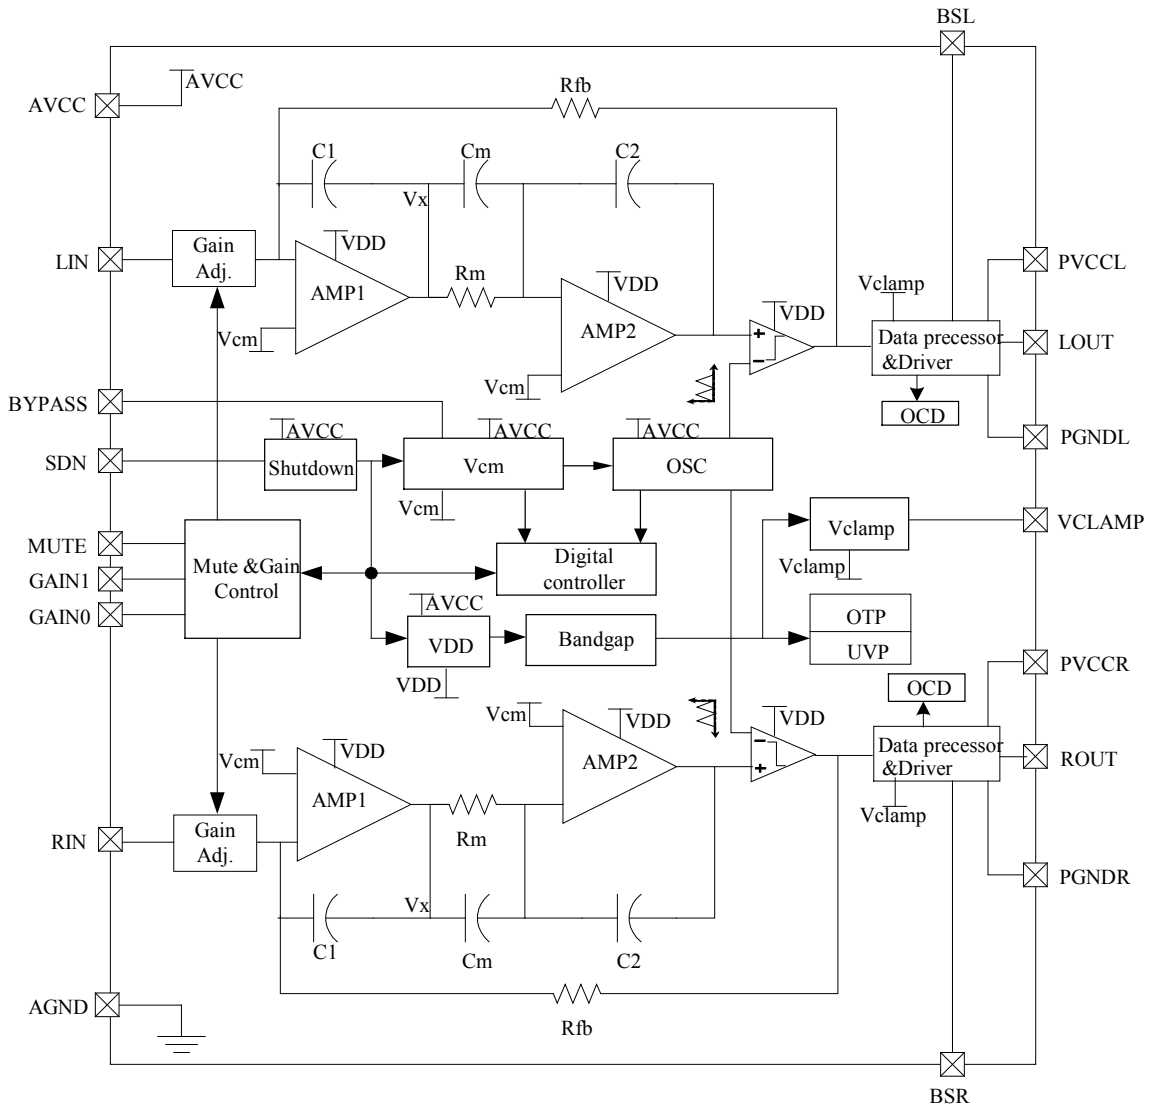 BSL
AVCC
AVCC
Rfb
C1
Cm
C2
Vx
LIN
Gain
Adj.
VDD
AMP1
Rm
VDD
AMP2
Vcm
Vcm
VDD
Vclamp
Data precessor
&Driver
OCD
PVCCL
LOUT
PGNDL
BYPASS
SDN
AVCC
Shutdown
AVCC
Vcm
Vcm
AVCC
OSC
MUTE
GAIN1
GAIN0
Mute &Gain
Control
Digital
controller
Vclamp
Vclamp
VCLAMP
AVCC
VDD
VDD
Bandgap
OTP
UVP
PVCCR
OCD
Vcm
VDD
AMP2
VDD
Data precessor
&Driver
Vclamp
ROUT
Vcm
VDD
AMP1
Rm
RIN
Gain
Adj.
PGNDR
Vx
C1
Cm
C2
AGND
Rfb
BSR